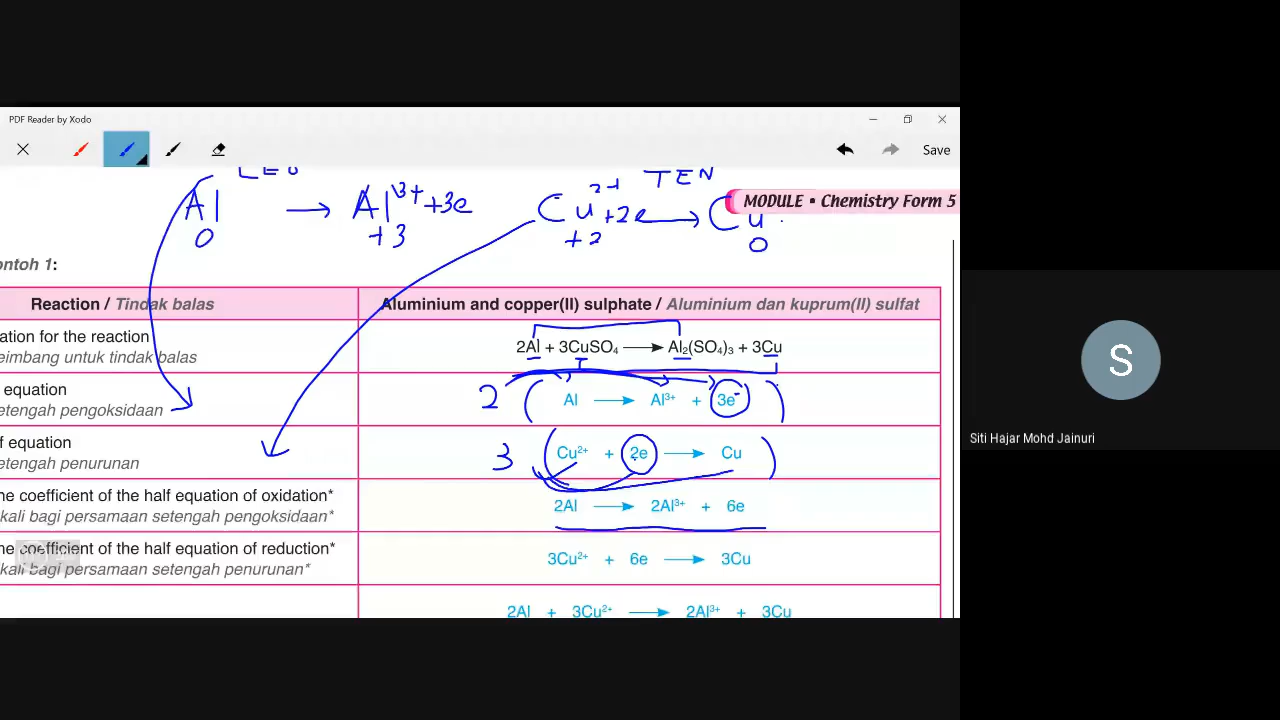 PDF Reader by Xodo
Save
LEO
TEN
Al → Al³⁺ +3e
Cu²⁺ +2e → Cu
0
+3
+2
0
MODULE • Chemistry Form 5
ontoh 1:
Reaction / Tindak balas
Aluminium and copper(II) sulphate / Aluminium dan kuprum(II) sulfat
ation for the reaction
eimbang untuk tindak balas
2Al + 3CuSO₄ → Al₂(SO₄)₃ + 3Cu
equation
etengah pengoksidaan
2 ( Al → Al³⁺ + 3e⁻ )
f equation
etengah penurunan
3 ( Cu²⁺ + 2e → Cu )
he coefficient of the half equation of oxidation*
kali bagi persamaan setengah pengoksidaan*
2Al → 2Al³⁺ + 6e
he coefficient of the half equation of reduction*
kali bagi persamaan setengah penurunan*
3Cu²⁺ + 6e → 3Cu
2Al + 3Cu²⁺ → 2Al³⁺ + 3Cu
S
Siti Hajar Mohd Jainuri